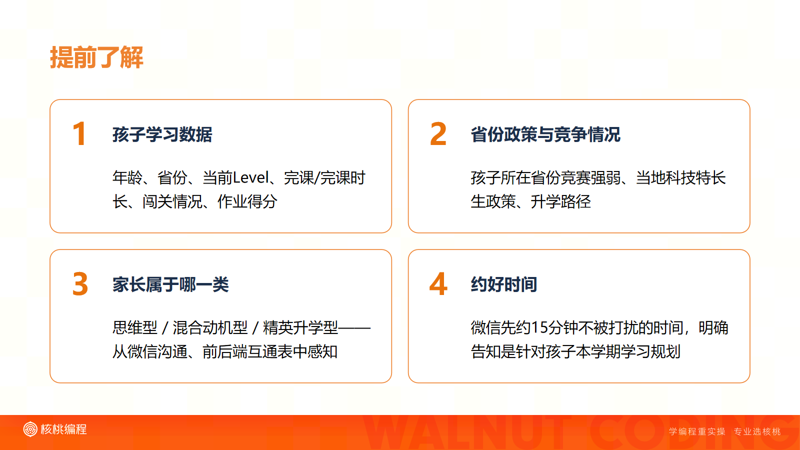 提前了解
1
孩子学习数据
年龄、省份、当前Level、完课/完课时
长、闯关情况、作业得分
2
省份政策与竞争情况
孩子所在省份竞赛强弱、当地科技特长
生政策、升学路径
3
家长属于哪一类
思维型 / 混合动机型 / 精英升学型——
从微信沟通、前后端互通表中感知
4
约好时间
微信先约15分钟不被打扰的时间，明确
告知是针对孩子本学期学习规划
核桃编程
WALNUT CODING
学编程重实操 专业选核桃